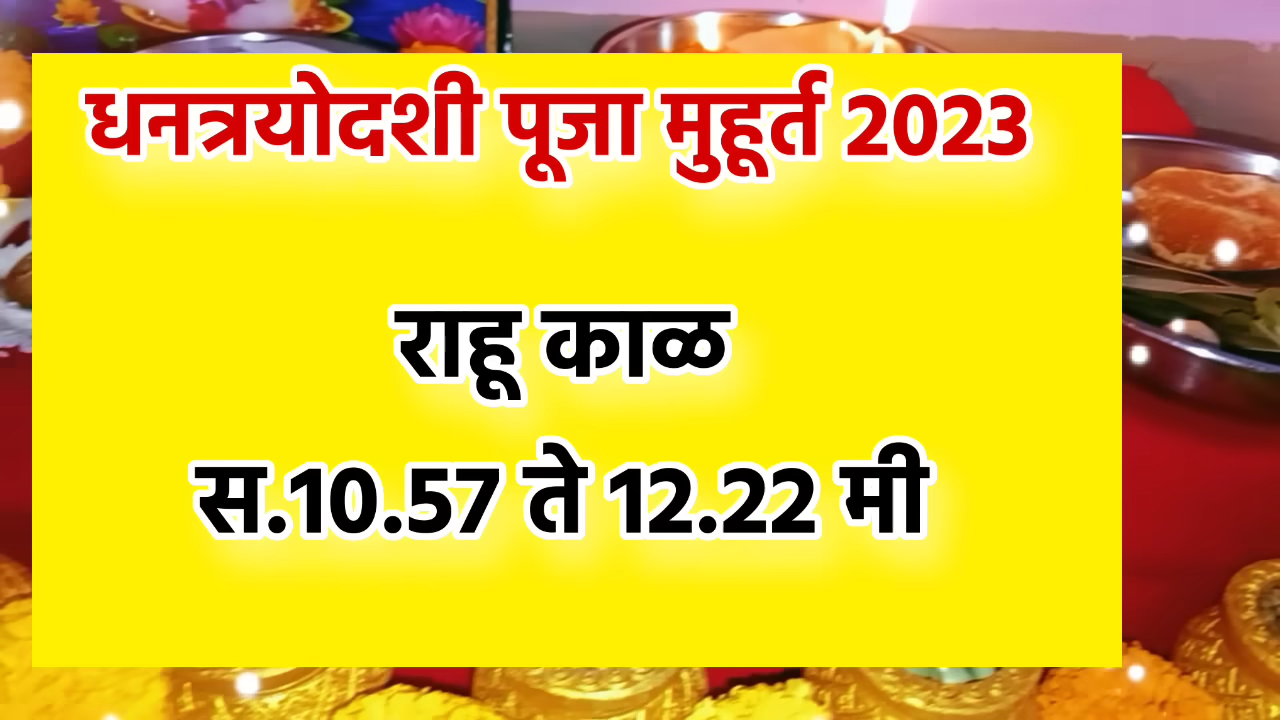 धनत्रयोदशी पूजा मुहूर्त 2023
राहू काळ
स.10.57 ते 12.22 मी